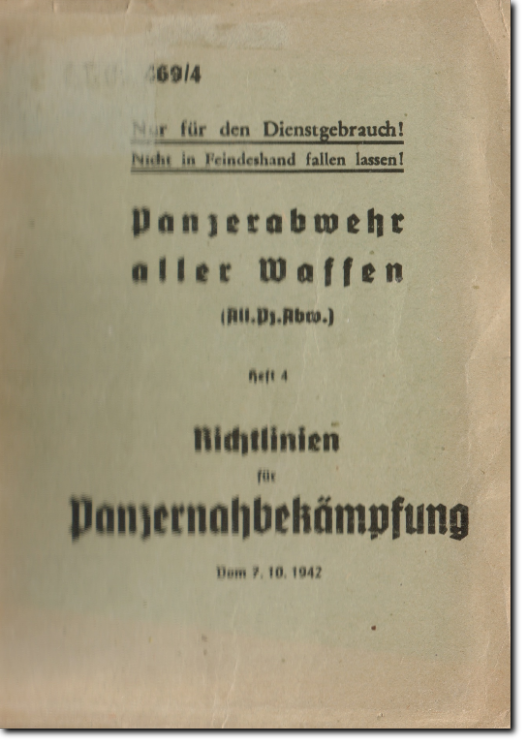 469/4
Nur für den Dienstgebrauch!
Nicht in Feindeshand fallen lassen!
Panzerabwehr
aller Waffen
(All.Pz.Abw.)
Heft 4
Richtlinien
für
Panzernahbekämpfung
Vom 7. 10. 1942